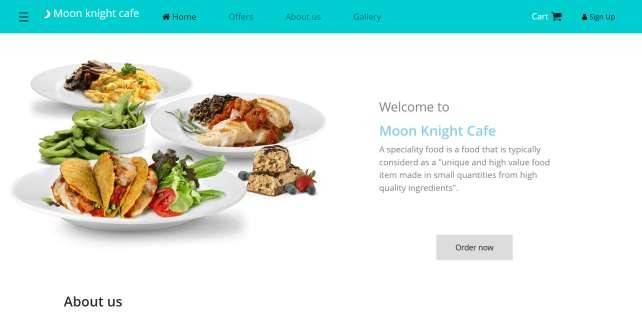 Moon knight cafe
Home
Offers
About us
Gallery
Cart
Sign Up
Welcome to
Moon Knight Cafe
A speciality food is a food that is typically
considerd as a "unique and high value food
item made in small quantities from high
quality ingredients".
Order now
About us